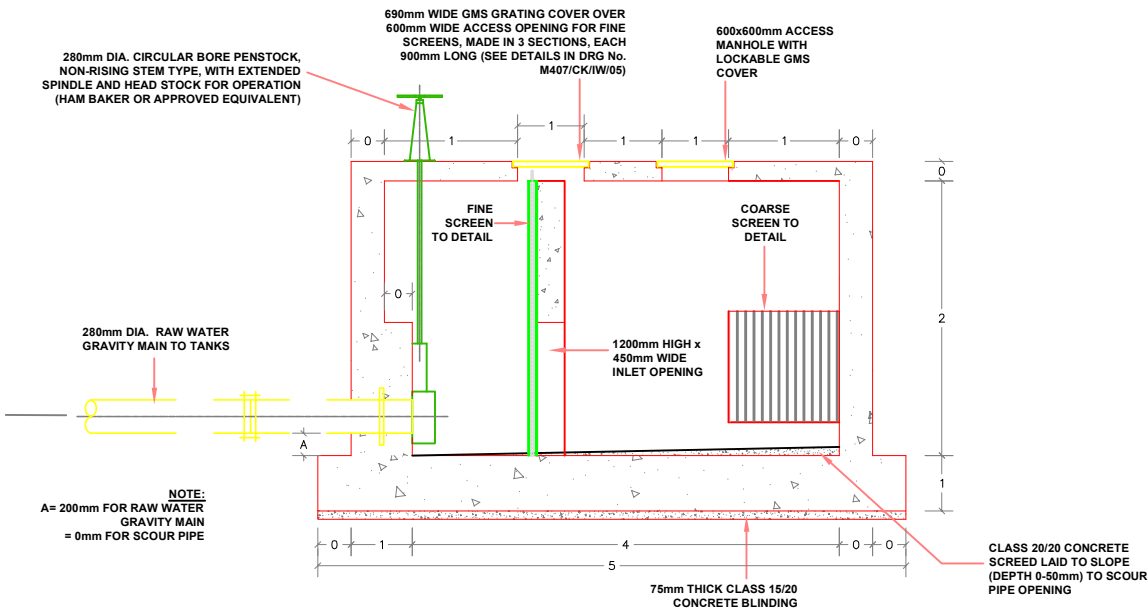 690mm WIDE GMS GRATING COVER OVER
600mm WIDE ACCESS OPENING FOR FINE
SCREENS, MADE IN 3 SECTIONS, EACH
900mm LONG (SEE DETAILS IN DRG No.
M407/CK/IW/05)
280mm DIA. CIRCULAR BORE PENSTOCK,
NON-RISING STEM TYPE, WITH EXTENDED
SPINDLE AND HEAD STOCK FOR OPERATION
(HAM BAKER OR APPROVED EQUIVALENT)
600x600mm ACCESS
MANHOLE WITH
LOCKABLE GMS
COVER
1
0 1 1 1 0
0
FINE
SCREEN
TO DETAIL
COARSE
SCREEN TO
DETAIL
0
2
280mm DIA. RAW WATER
GRAVITY MAIN TO TANKS
1200mm HIGH x
450mm WIDE
INLET OPENING
A
1
NOTE:
A= 200mm FOR RAW WATER
GRAVITY MAIN
= 0mm FOR SCOUR PIPE
0 1 4 0 0
5
CLASS 20/20 CONCRETE
SCREED LAID TO SLOPE
(DEPTH 0-50mm) TO SCOUR
PIPE OPENING
75mm THICK CLASS 15/20
CONCRETE BLINDING